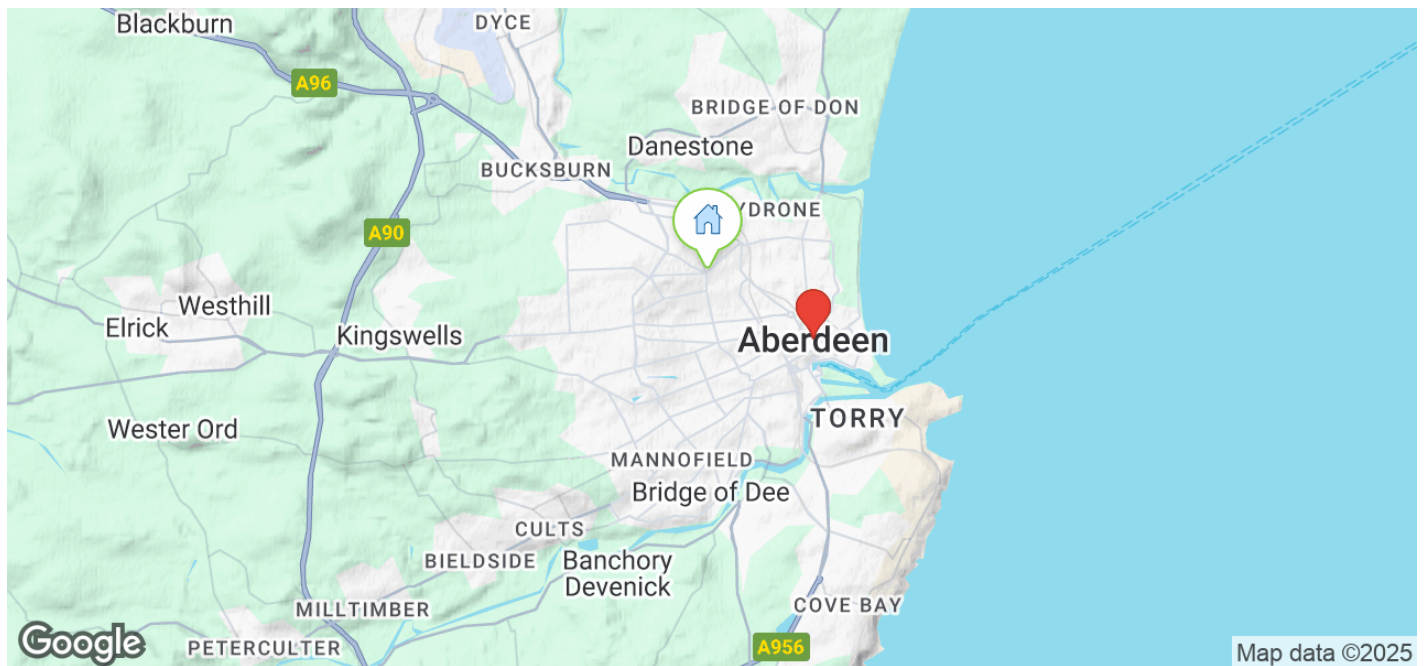 Blackburn
DYCE
A96
BRIDGE OF DON
Danestone
BUCKSBURN
YDRONE
A90
Westhill
Elrick
Kingswells
Aberdeen
TORRY
Wester Ord
MANNOFIELD
Bridge of Dee
CULTS
BIELDSIDE
Banchory
Devenick
MILLTIMBER
COVE BAY
PETERCULTER
A956
Google
Map data ©2025